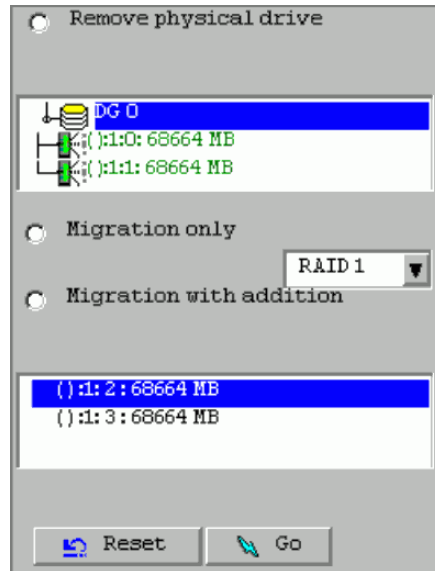 Remove physical drive
DG 0
():1:0: 68664 MB
():1:1: 68664 MB
Migration only
RAID 1
Migration with addition
():1: 2 : 68664 MB
():1: 3 : 68664 MB
Reset
Go